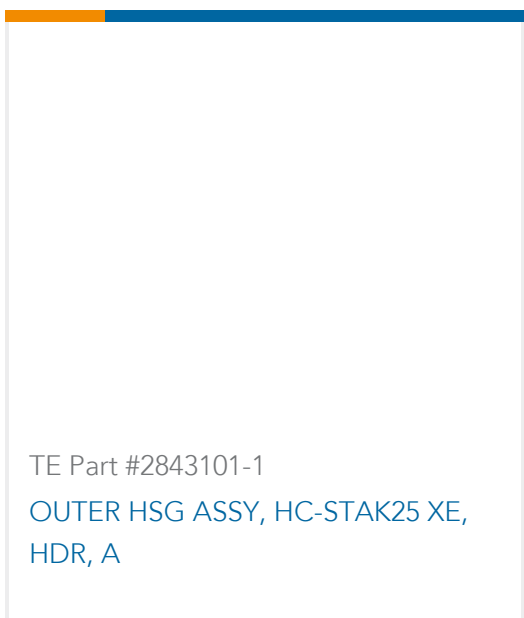 TE Part #2843101-1
OUTER HSG ASSY, HC-STAK25 XE,
HDR, A